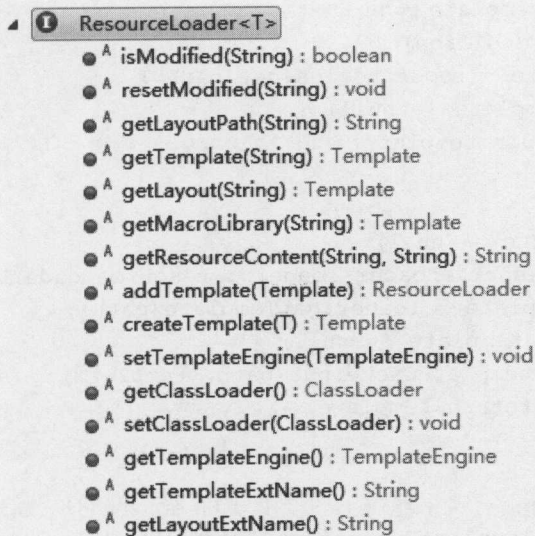 I ResourceLoader<T>
A isModified(String) : boolean
A resetModified(String) : void
A getLayoutPath(String) : String
A getTemplate(String) : Template
A getLayout(String) : Template
A getMacroLibrary(String) : Template
A getResourceContent(String, String) : String
A addTemplate(Template) : ResourceLoader
A createTemplate(T) : Template
A setTemplateEngine(TemplateEngine) : void
A getClassLoader() : ClassLoader
A setClassLoader(ClassLoader) : void
A getTemplateEngine() : TemplateEngine
A getTemplateExtName() : String
A getLayoutExtName() : String